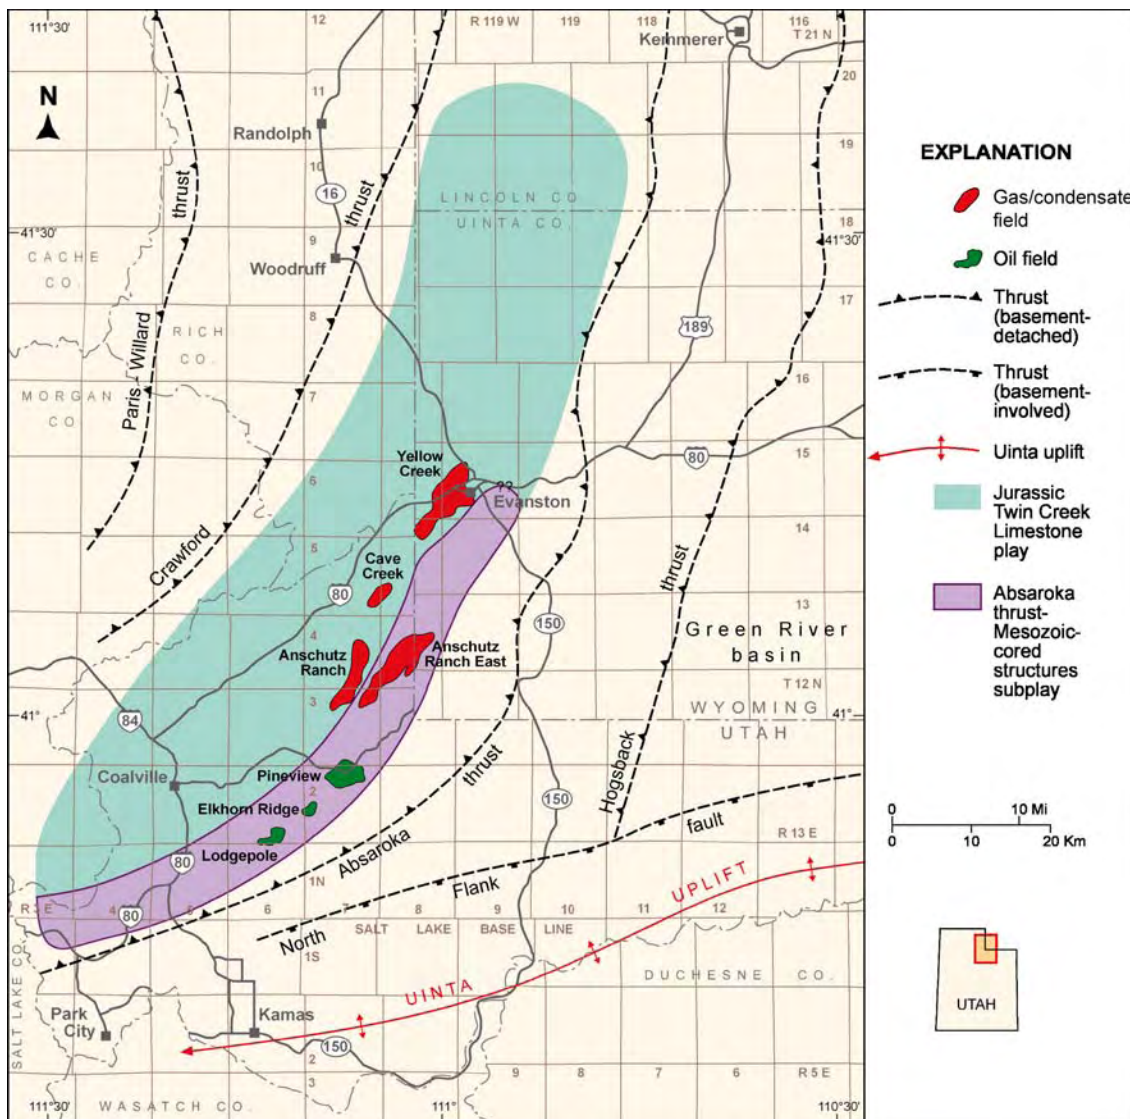 111°30'
12
R 119 W
119
118
116
T 21 N
Kemmerer
20
11
N
Randolph
thrust
10
19
16
thrust
LINCOLN CO.
UINTA CO.
18
41°30'
9
41°30'
CACHE
CO.
Woodruff
17
8
RICH
CO.
189
Paris - Willard
MORGAN
CO.
16
7
Yellow
Creek
80
15
6
??
Evanston
14
5
Crawford
Cave
Creek
80
thrust
13
150
4
Green River
basin
Anschutz
Ranch
Anschutz
Ranch East
3
T 12 N
WYOMING
UTAH
41°
41°
84
Coalville
Pineview
2
thrust
Hogsback
150
Elkhorn Ridge
Lodgepole
Absaroka
fault
R 13 E
80
1N
Flank
UPLIFT
R 3 E
4
80
5
6
7
8
9
10
11
12
North
SALT LAKE BASE LINE
1S
SALT LAKE CO.
UINTA
DUCHESNE CO.
Park
City
Kamas
150
2
3
9
8
7
6
R 5 E
WASATCH CO.
111°30'
111°
110°30'
EXPLANATION
Gas/condensate
field
Oil field
Thrust
(basement-
detached)
Thrust
(basement-
involved)
Uinta uplift
Jurassic
Twin Creek
Limestone
play
Absaroka
thrust-
Mesozoic-
cored
structures
subplay
0 10 Mi
0 10 20 Km
UTAH